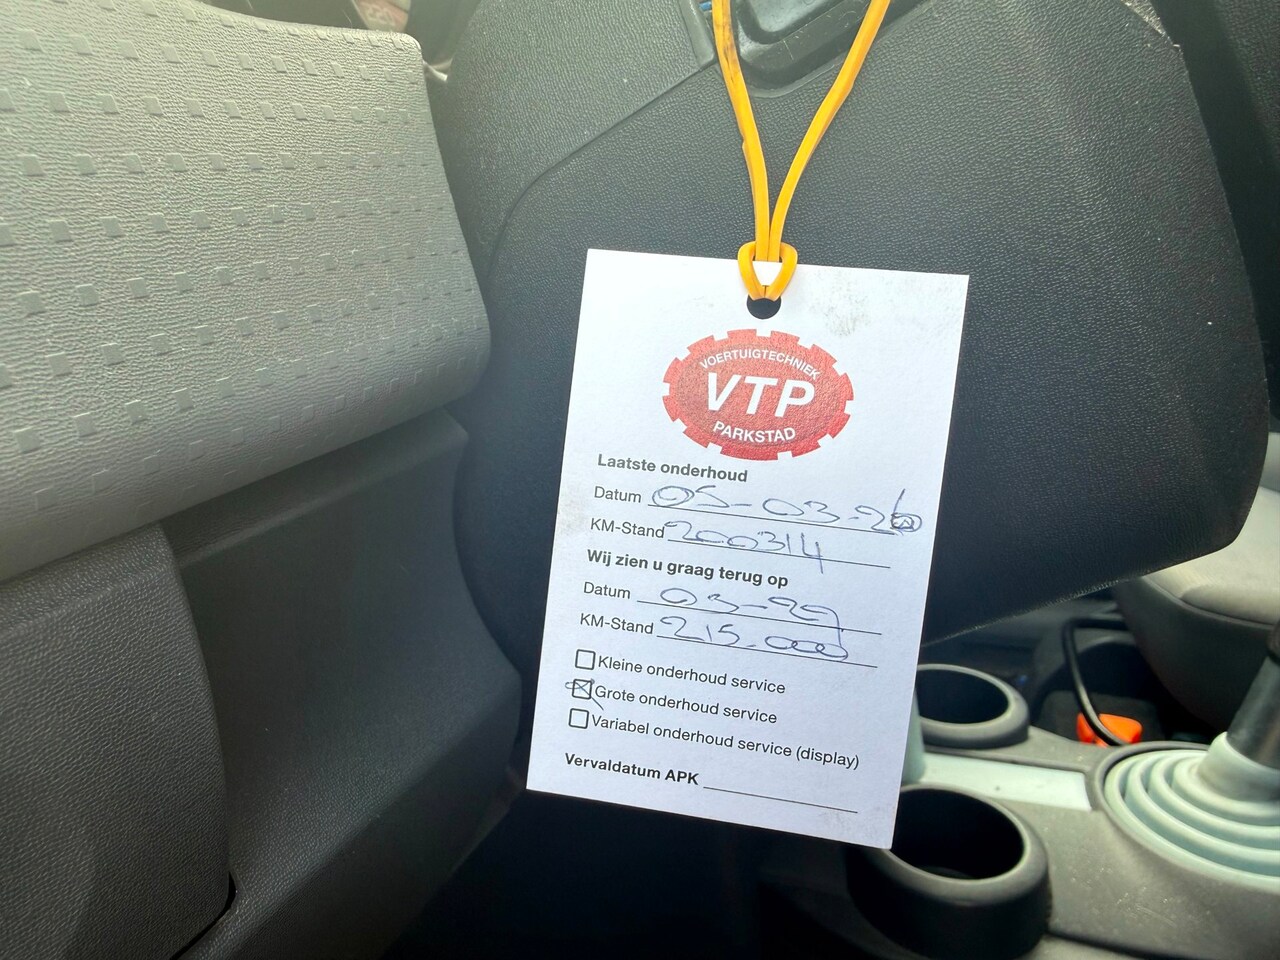 VOERTUIGTECHNIEK
VTP
PARKSTAD
Laatste onderhoud
Datum 05-03-26
KM-Stand 200314
Wij zien u graag terug op
Datum 03-27
KM-Stand 215.000
Kleine onderhoud service
Grote onderhoud service
Variabel onderhoud service (display)
Vervaldatum APK